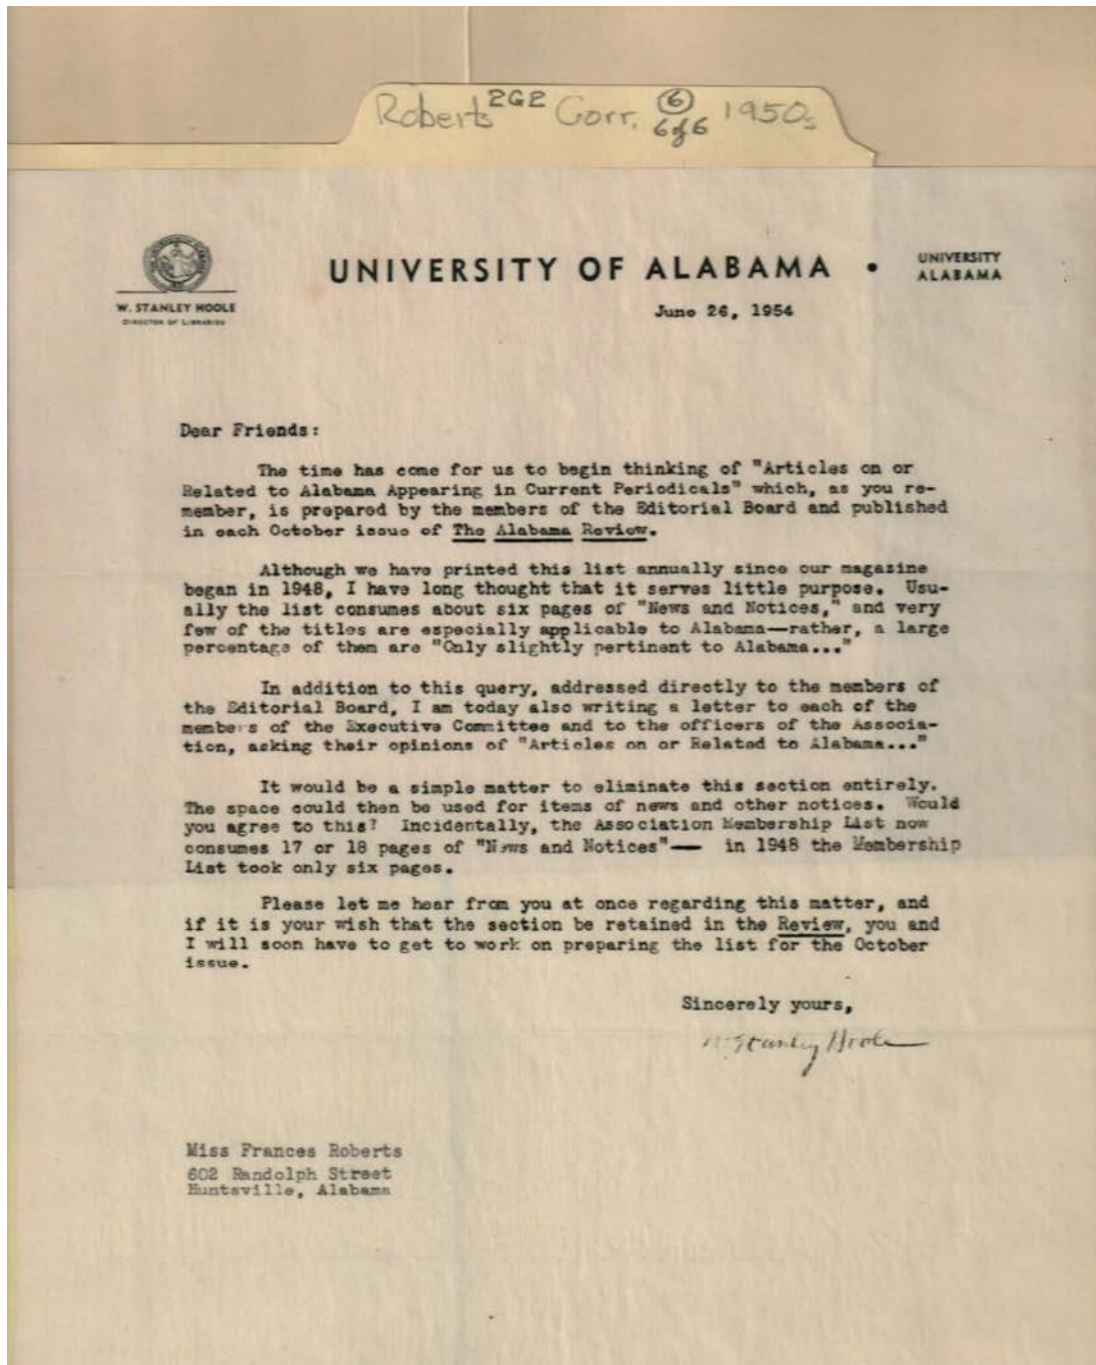 Roberts 2G2 Corr. 6 1950s
6 of 6
UNIVERSITY OF ALABAMA • UNIVERSITY
ALABAMA
W. STANLEY HOOLE
DIRECTOR OF LIBRARIES
June 26, 1954
Dear Friends:
The time has come for us to begin thinking of "Articles on or
Related to Alabama Appearing in Current Periodicals" which, as you re-
member, is prepared by the members of the Editorial Board and published
in each October issue of The Alabama Review.
Although we have printed this list annually since our magazine
began in 1948, I have long thought that it serves little purpose. Usu-
ally the list consumes about six pages of "News and Notices," and very
few of the titles are especially applicable to Alabama—rather, a large
percentage of them are "Only slightly pertinent to Alabama..."
In addition to this query, addressed directly to the members of
the Editorial Board, I am today also writing a letter to each of the
members of the Executive Committee and to the officers of the Associa-
tion, asking their opinions of "Articles on or Related to Alabama..."
It would be a simple matter to eliminate this section entirely.
The space could then be used for items of news and other notices. Would
you agree to this? Incidentally, the Association Membership List now
consumes 17 or 18 pages of "News and Notices"— in 1948 the Membership
List took only six pages.
Please let me hear from you at once regarding this matter, and
if it is your wish that the section be retained in the Review, you and
I will soon have to get to work on preparing the list for the October
issue.
Sincerely yours,
W. Stanley Hoole
Miss Frances Roberts
602 Randolph Street
Huntsville, Alabama